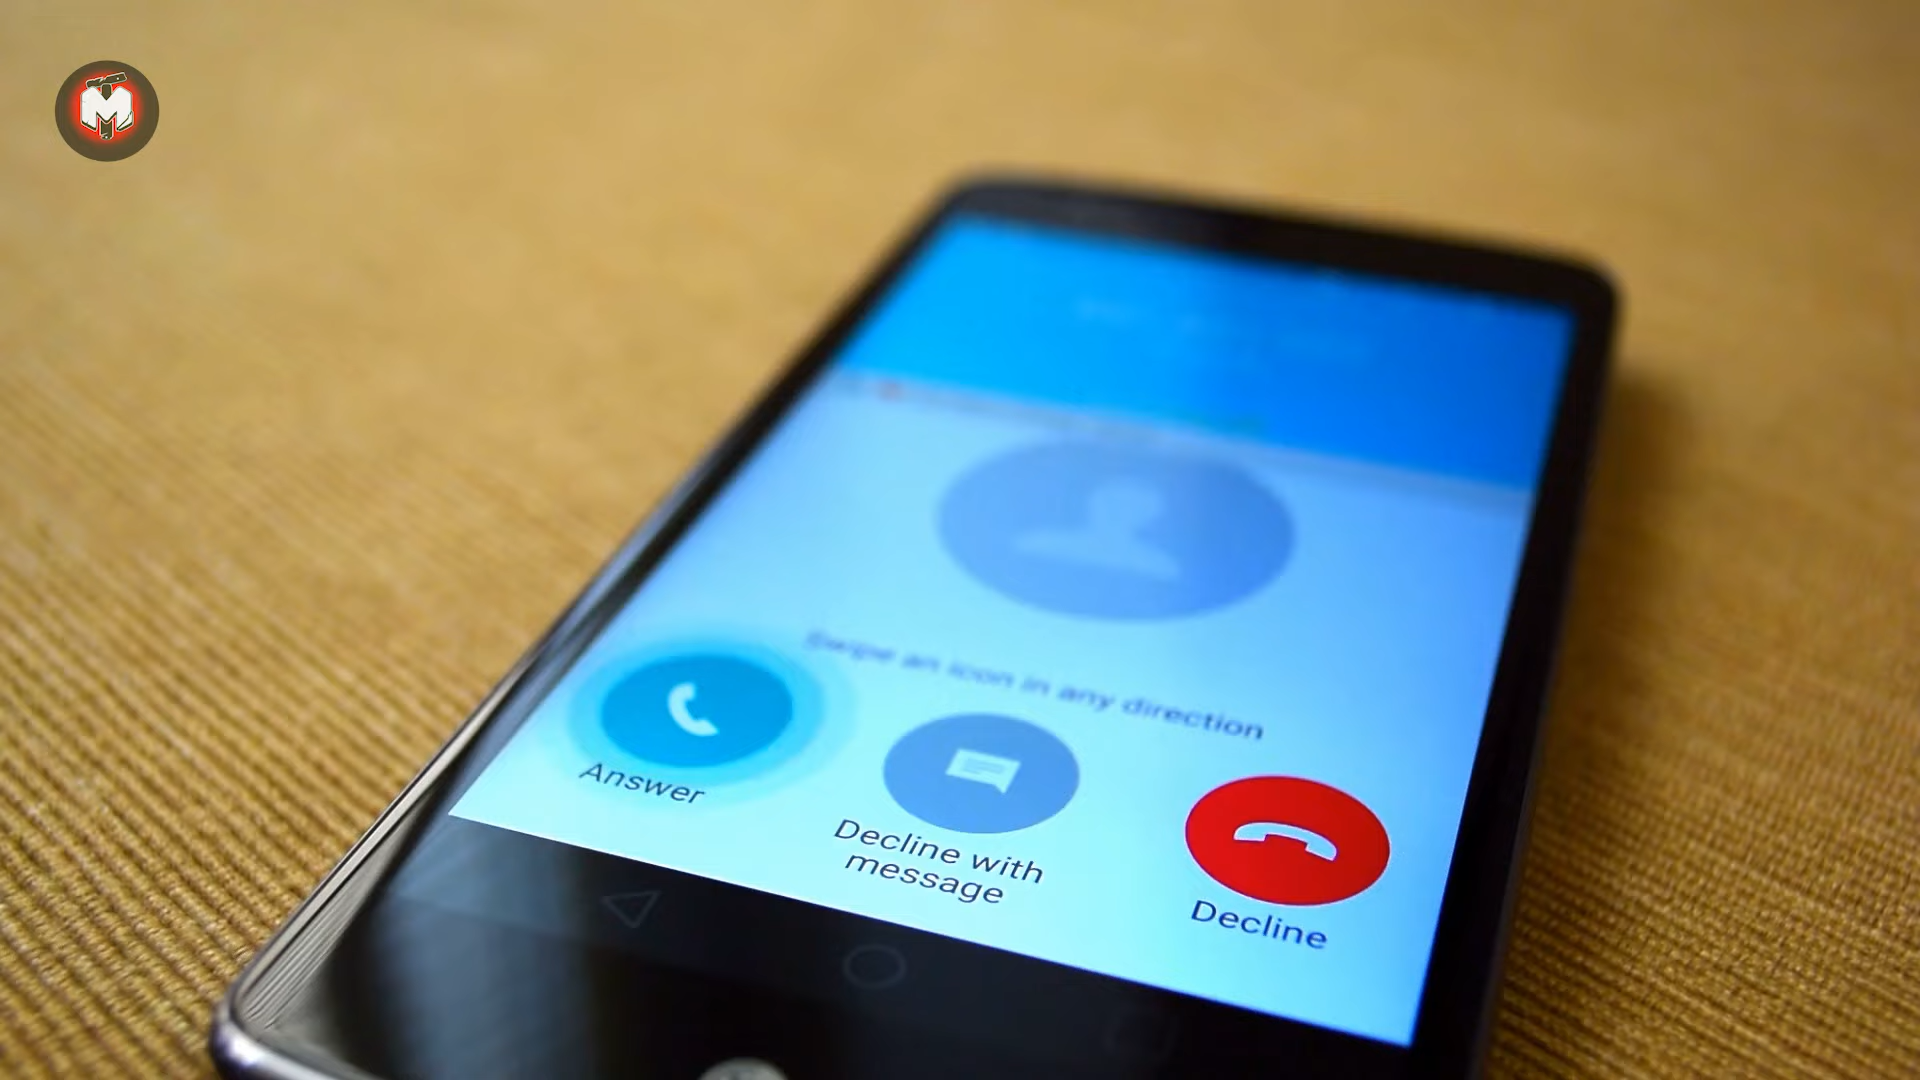 M
Swipe an icon in any direction
Answer
Decline with
message
Decline